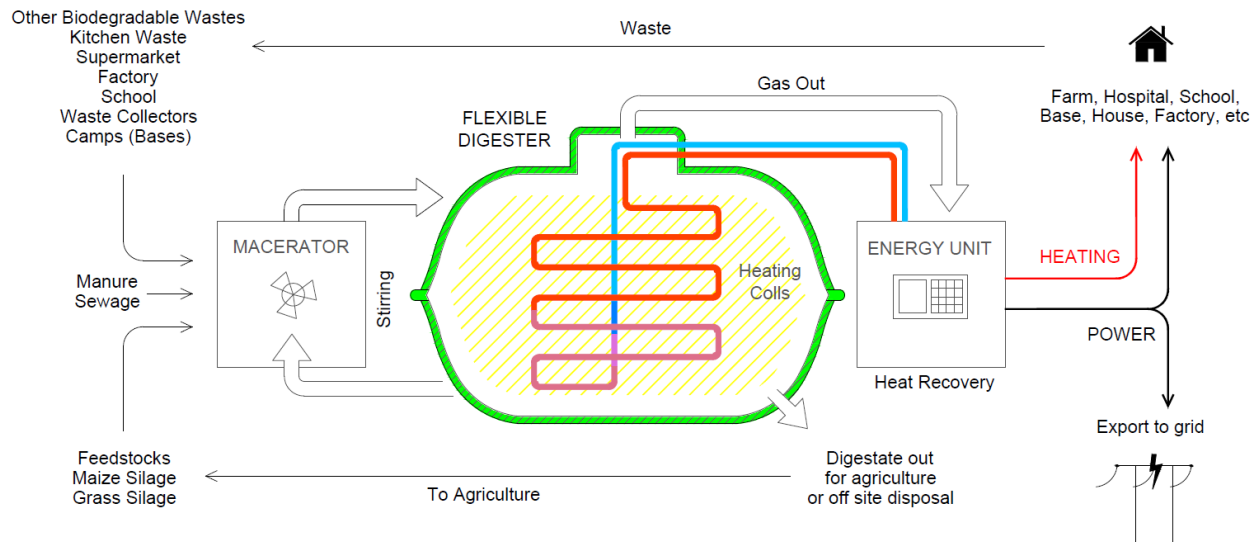 Other Biodegradable Wastes
Kitchen Waste
Supermarket
Factory
School
Waste Collectors
Camps (Bases)
Waste
Gas Out
FLEXIBLE
DIGESTER
Farm, Hospital, School,
Base, House, Factory, etc
MACERATOR
Stirring
Heating
Colls
ENERGY UNIT
HEATING
Manure
Sewage
POWER
Heat Recovery
Export to grid
Feedstocks
Maize Silage
Grass Silage
To Agriculture
Digestate out
for agriculture
or off site disposal